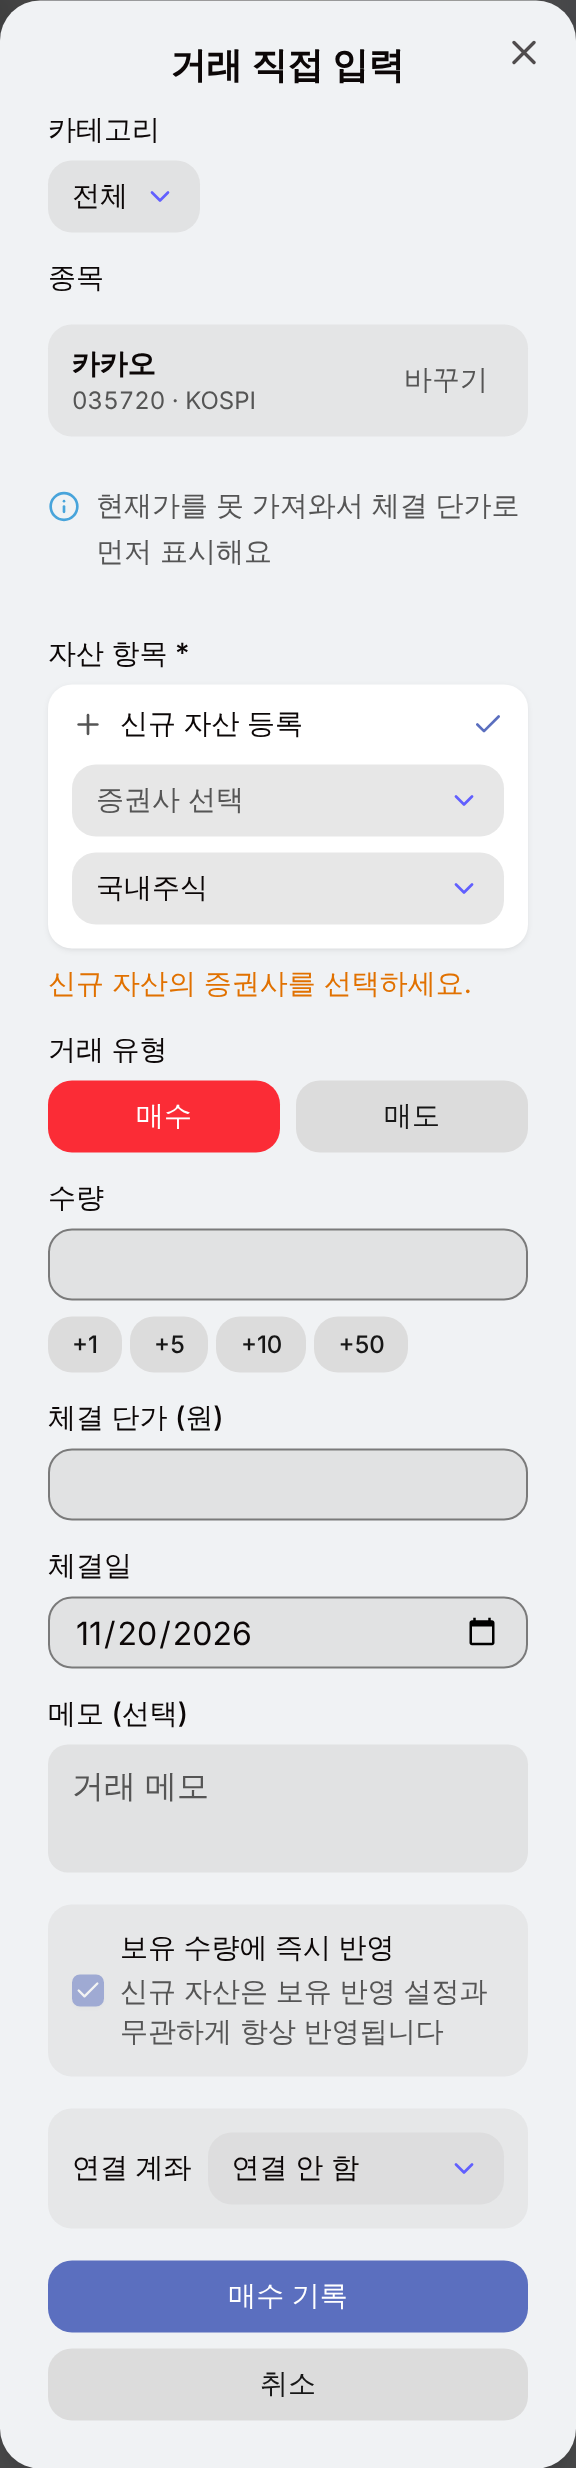 거래 직접 입력
카테고리
전체
종목
카카오
035720 · KOSPI
바꾸기
현재가를 못 가져와서 체결 단가로
먼저 표시해요
자산 항목 *
신규 자산 등록
증권사 선택
국내주식
신규 자산의 증권사를 선택하세요.
거래 유형
매수
매도
수량
+1
+5
+10
+50
체결 단가 (원)
체결일
11/20/2026
메모 (선택)
거래 메모
보유 수량에 즉시 반영
신규 자산은 보유 반영 설정과
무관하게 항상 반영됩니다
연결 계좌
연결 안 함
매수 기록
취소